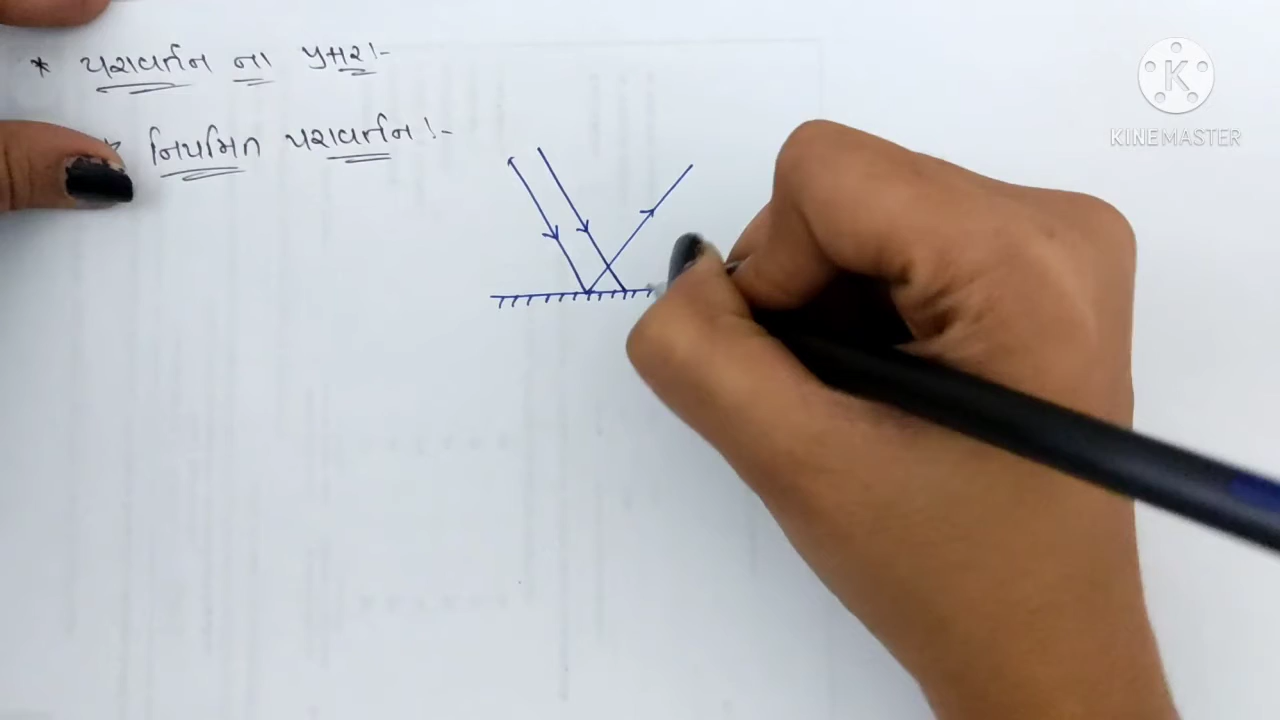 * પરાવર્તન ના પ્રકાર :-
* નિયમિત પરાવર્તન :-
K
KINEMASTER